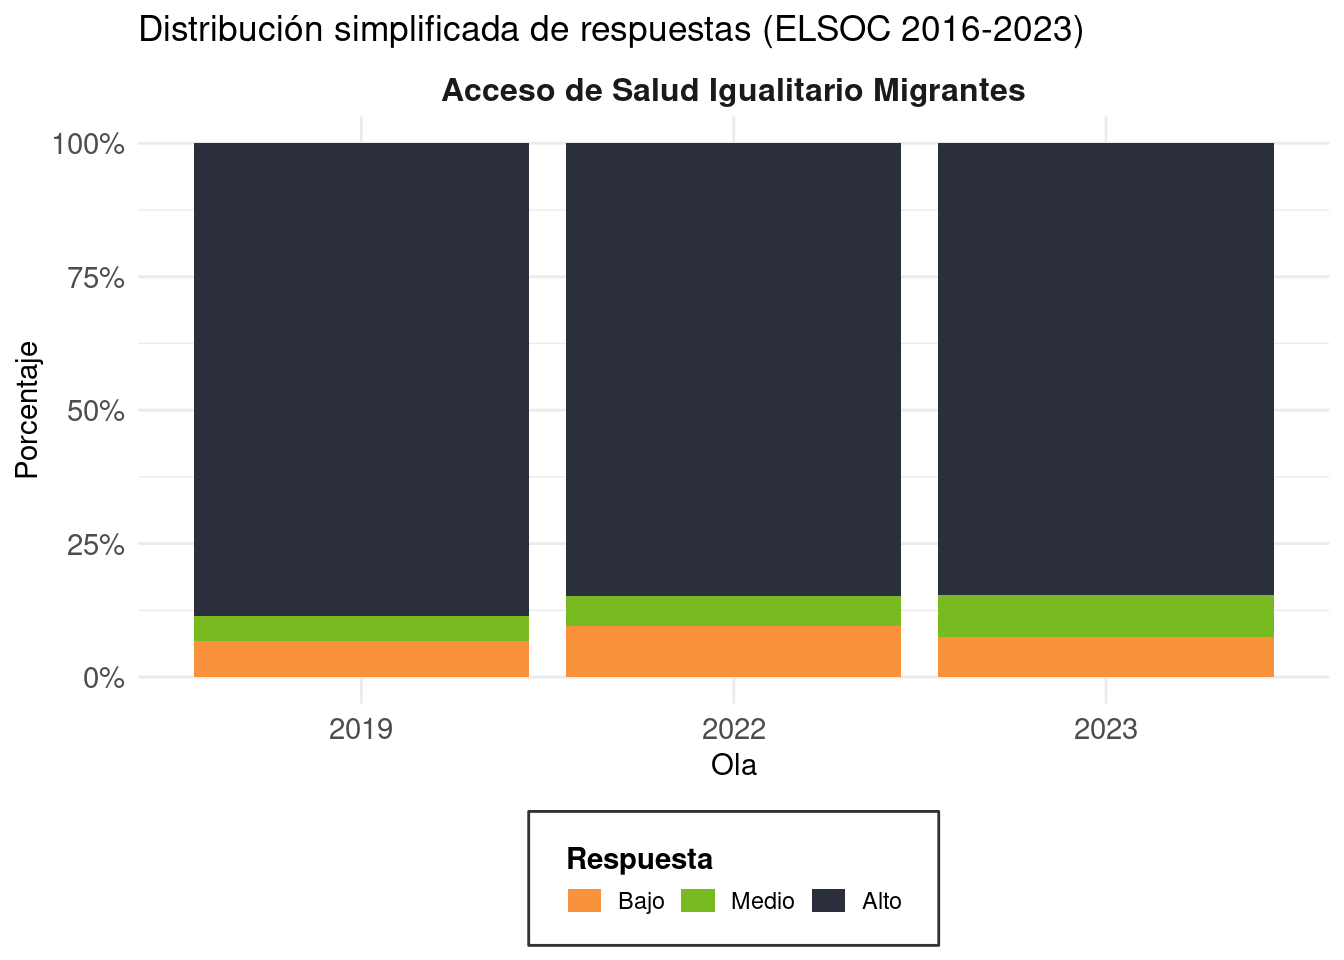 Distribución simplificada de respuestas (ELSOC 2016-2023)
Acceso de Salud Igualitario Migrantes
100%
75%
50%
25%
0%
Porcentaje
2019 2022 2023
Ola
Respuesta
Bajo Medio Alto